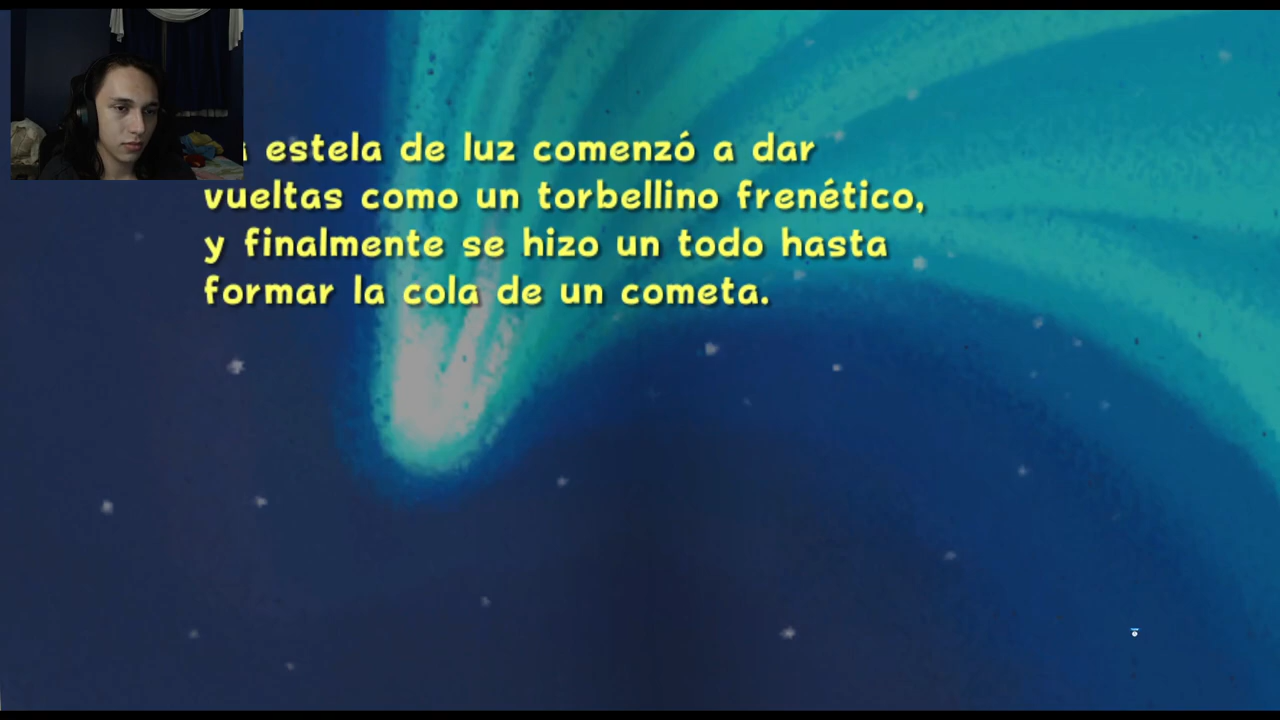 estela de luz comenzó a dar
vueltas como un torbellino frenético,
y finalmente se hizo un todo hasta
formar la cola de un cometa.